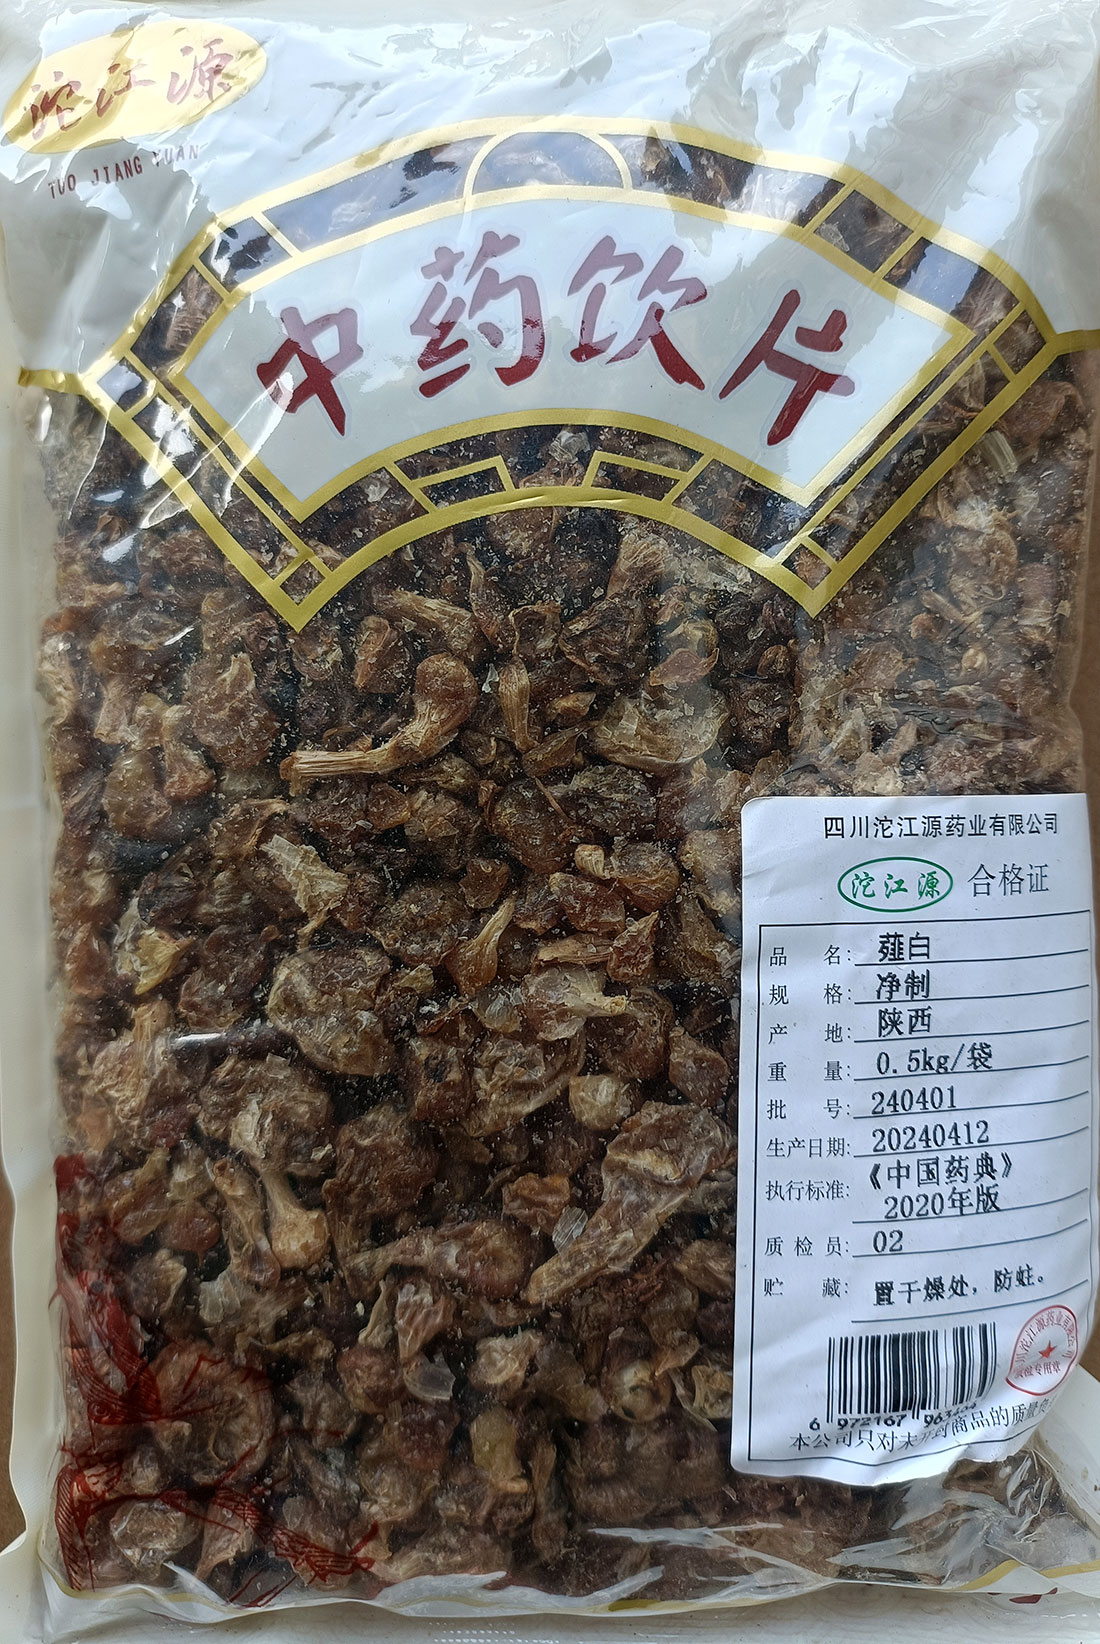 沱江源
TUO JIANG YUAN
中药饮片
四川沱江源药业有限公司
沱江源 合格证
品 名: 薤白
规 格: 净制
产 地: 陕西
重 量: 0.5kg/袋
批 号: 240401
生产日期: 20240412
执行标准: 《中国药典》
2020年版
质 检 员: 02
贮 藏: 置干燥处，防蛀。
6 972167
本公司只对未开封商品的质量负